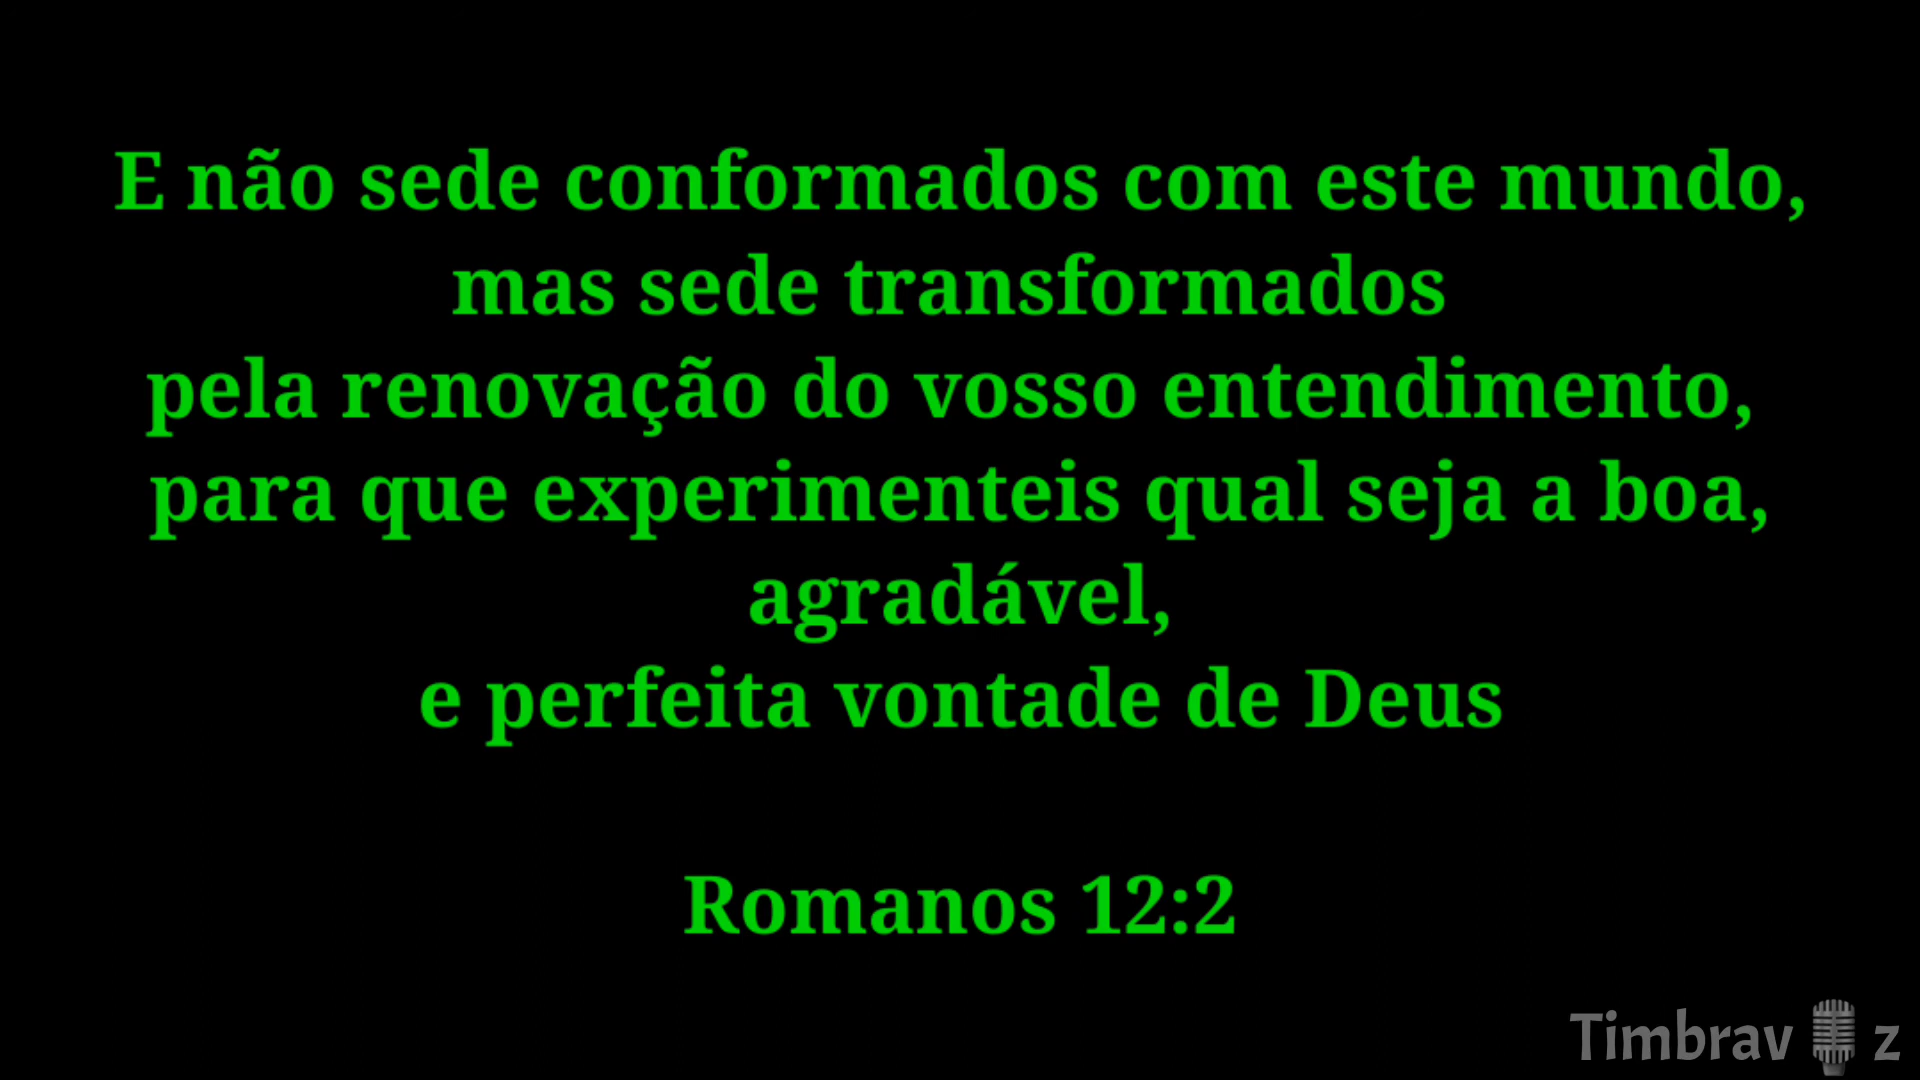 E não sede conformados com este mundo,
mas sede transformados
pela renovação do vosso entendimento,
para que experimenteis qual seja a boa,
agradável,
e perfeita vontade de Deus
Romanos 12:2
Timbrav z